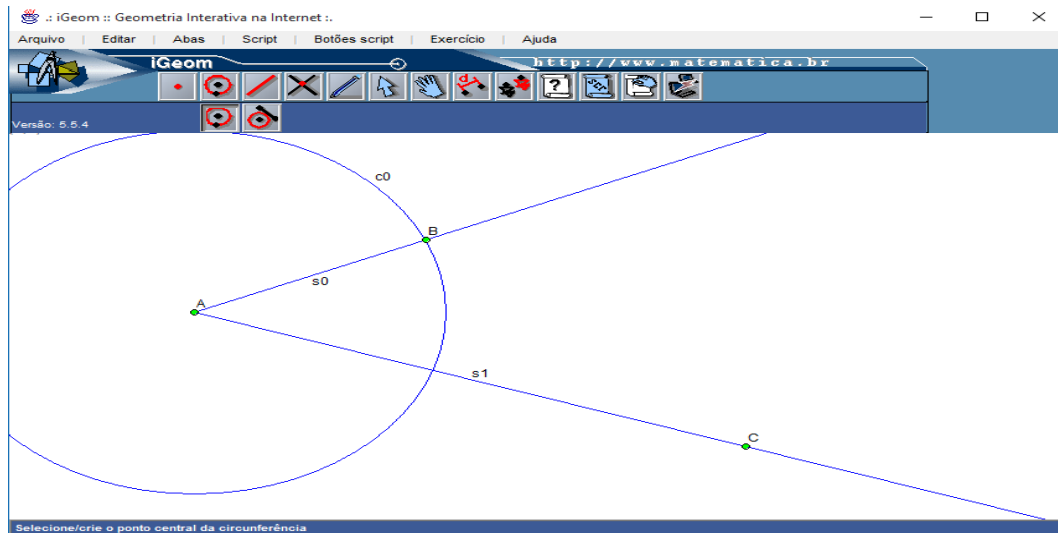 .: iGeom :: Geometria Interativa na Internet :.
Arquivo | Editar | Abas | Script | Botões script | Exercício | Ajuda
iGeom http://www.matematica.br
Versão: 5.5.4
c0
B
s0
A
s1
C
Selecione/crie o ponto central da circunferência